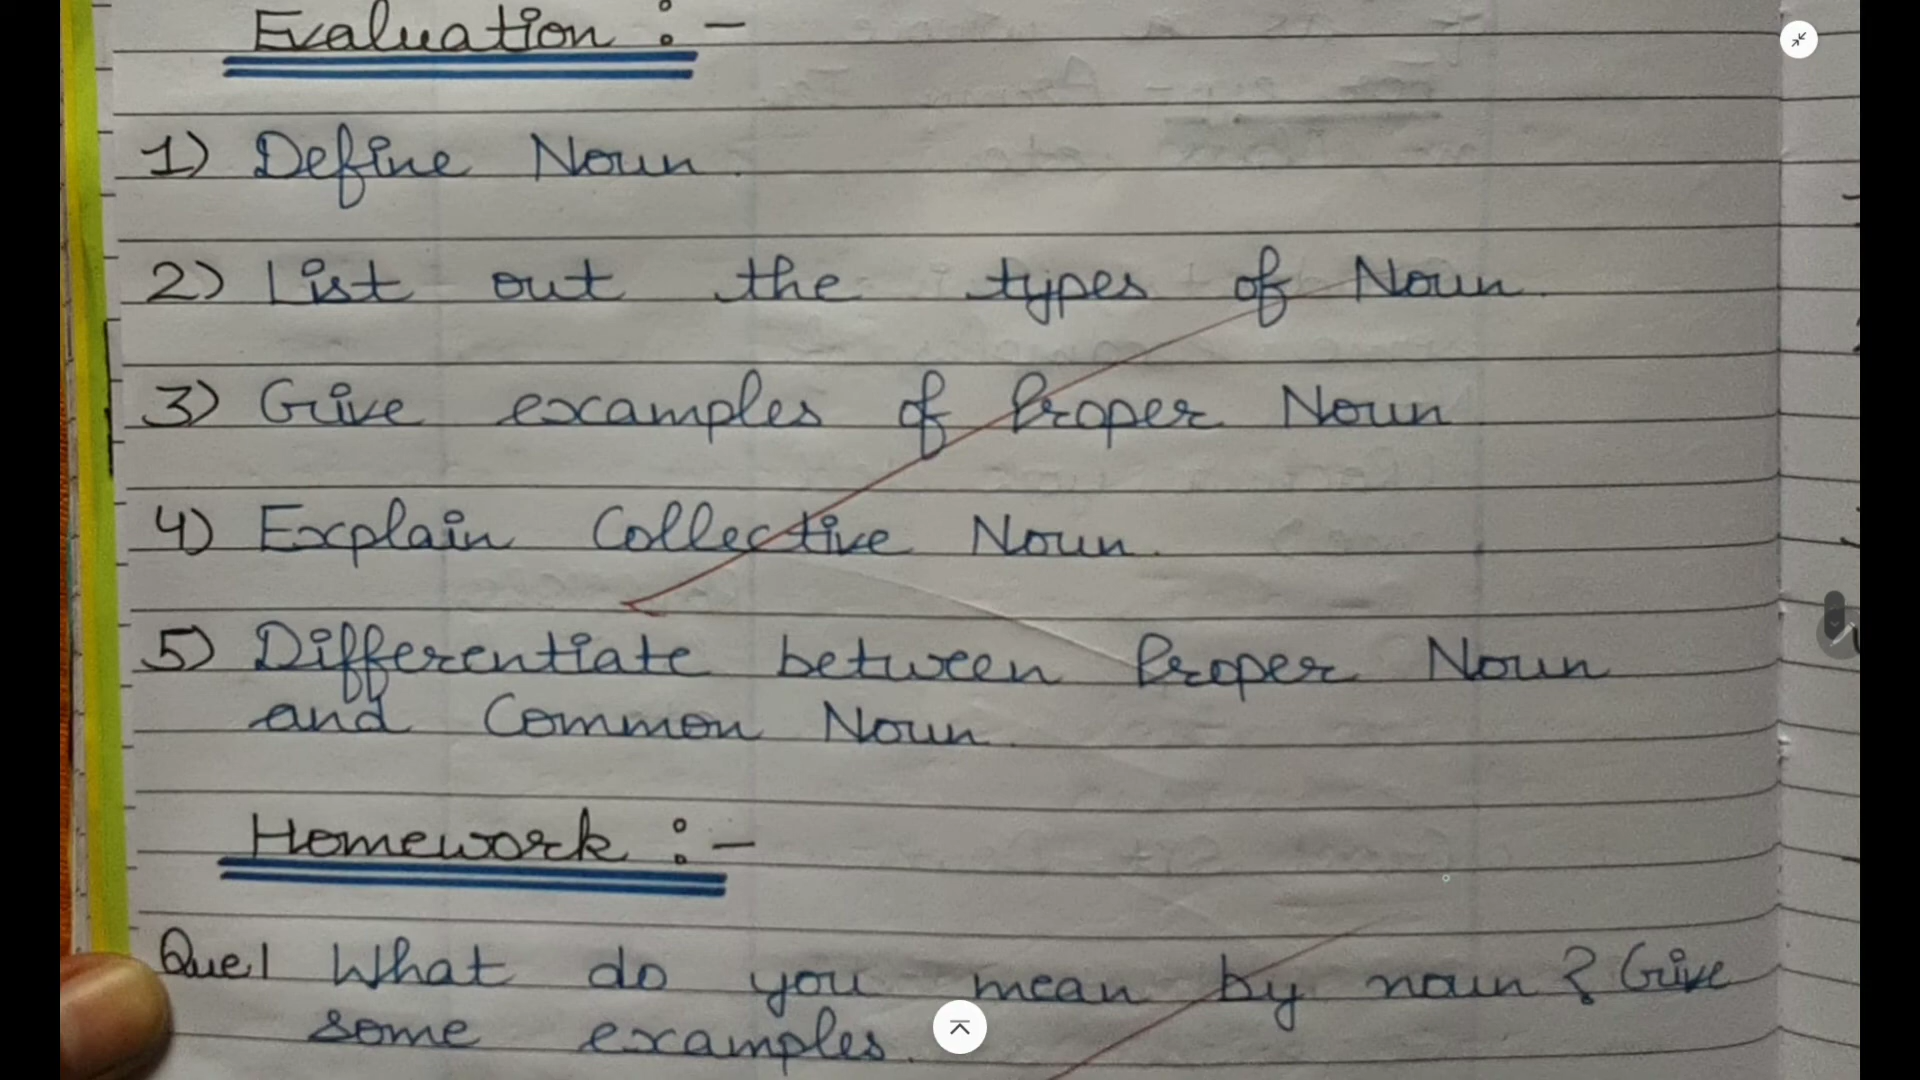 Evaluation :-
1) Define Noun.
2) List out the types of Noun.
3) Give examples of Proper Noun
4) Explain Collective Noun.
5) Differentiate between Proper Noun
and Common Noun.
Homework :-
Que1 What do you mean by noun? Give
some examples.